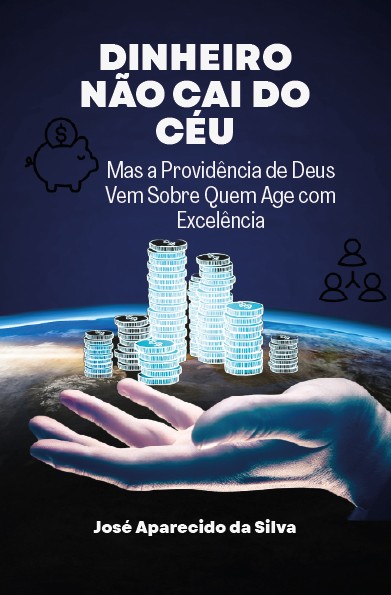 DINHEIRO
NÃO CAI DO
CÉU
Mas a Providência de Deus
Vem Sobre Quem Age com
Excelência
$
José Aparecido da Silva